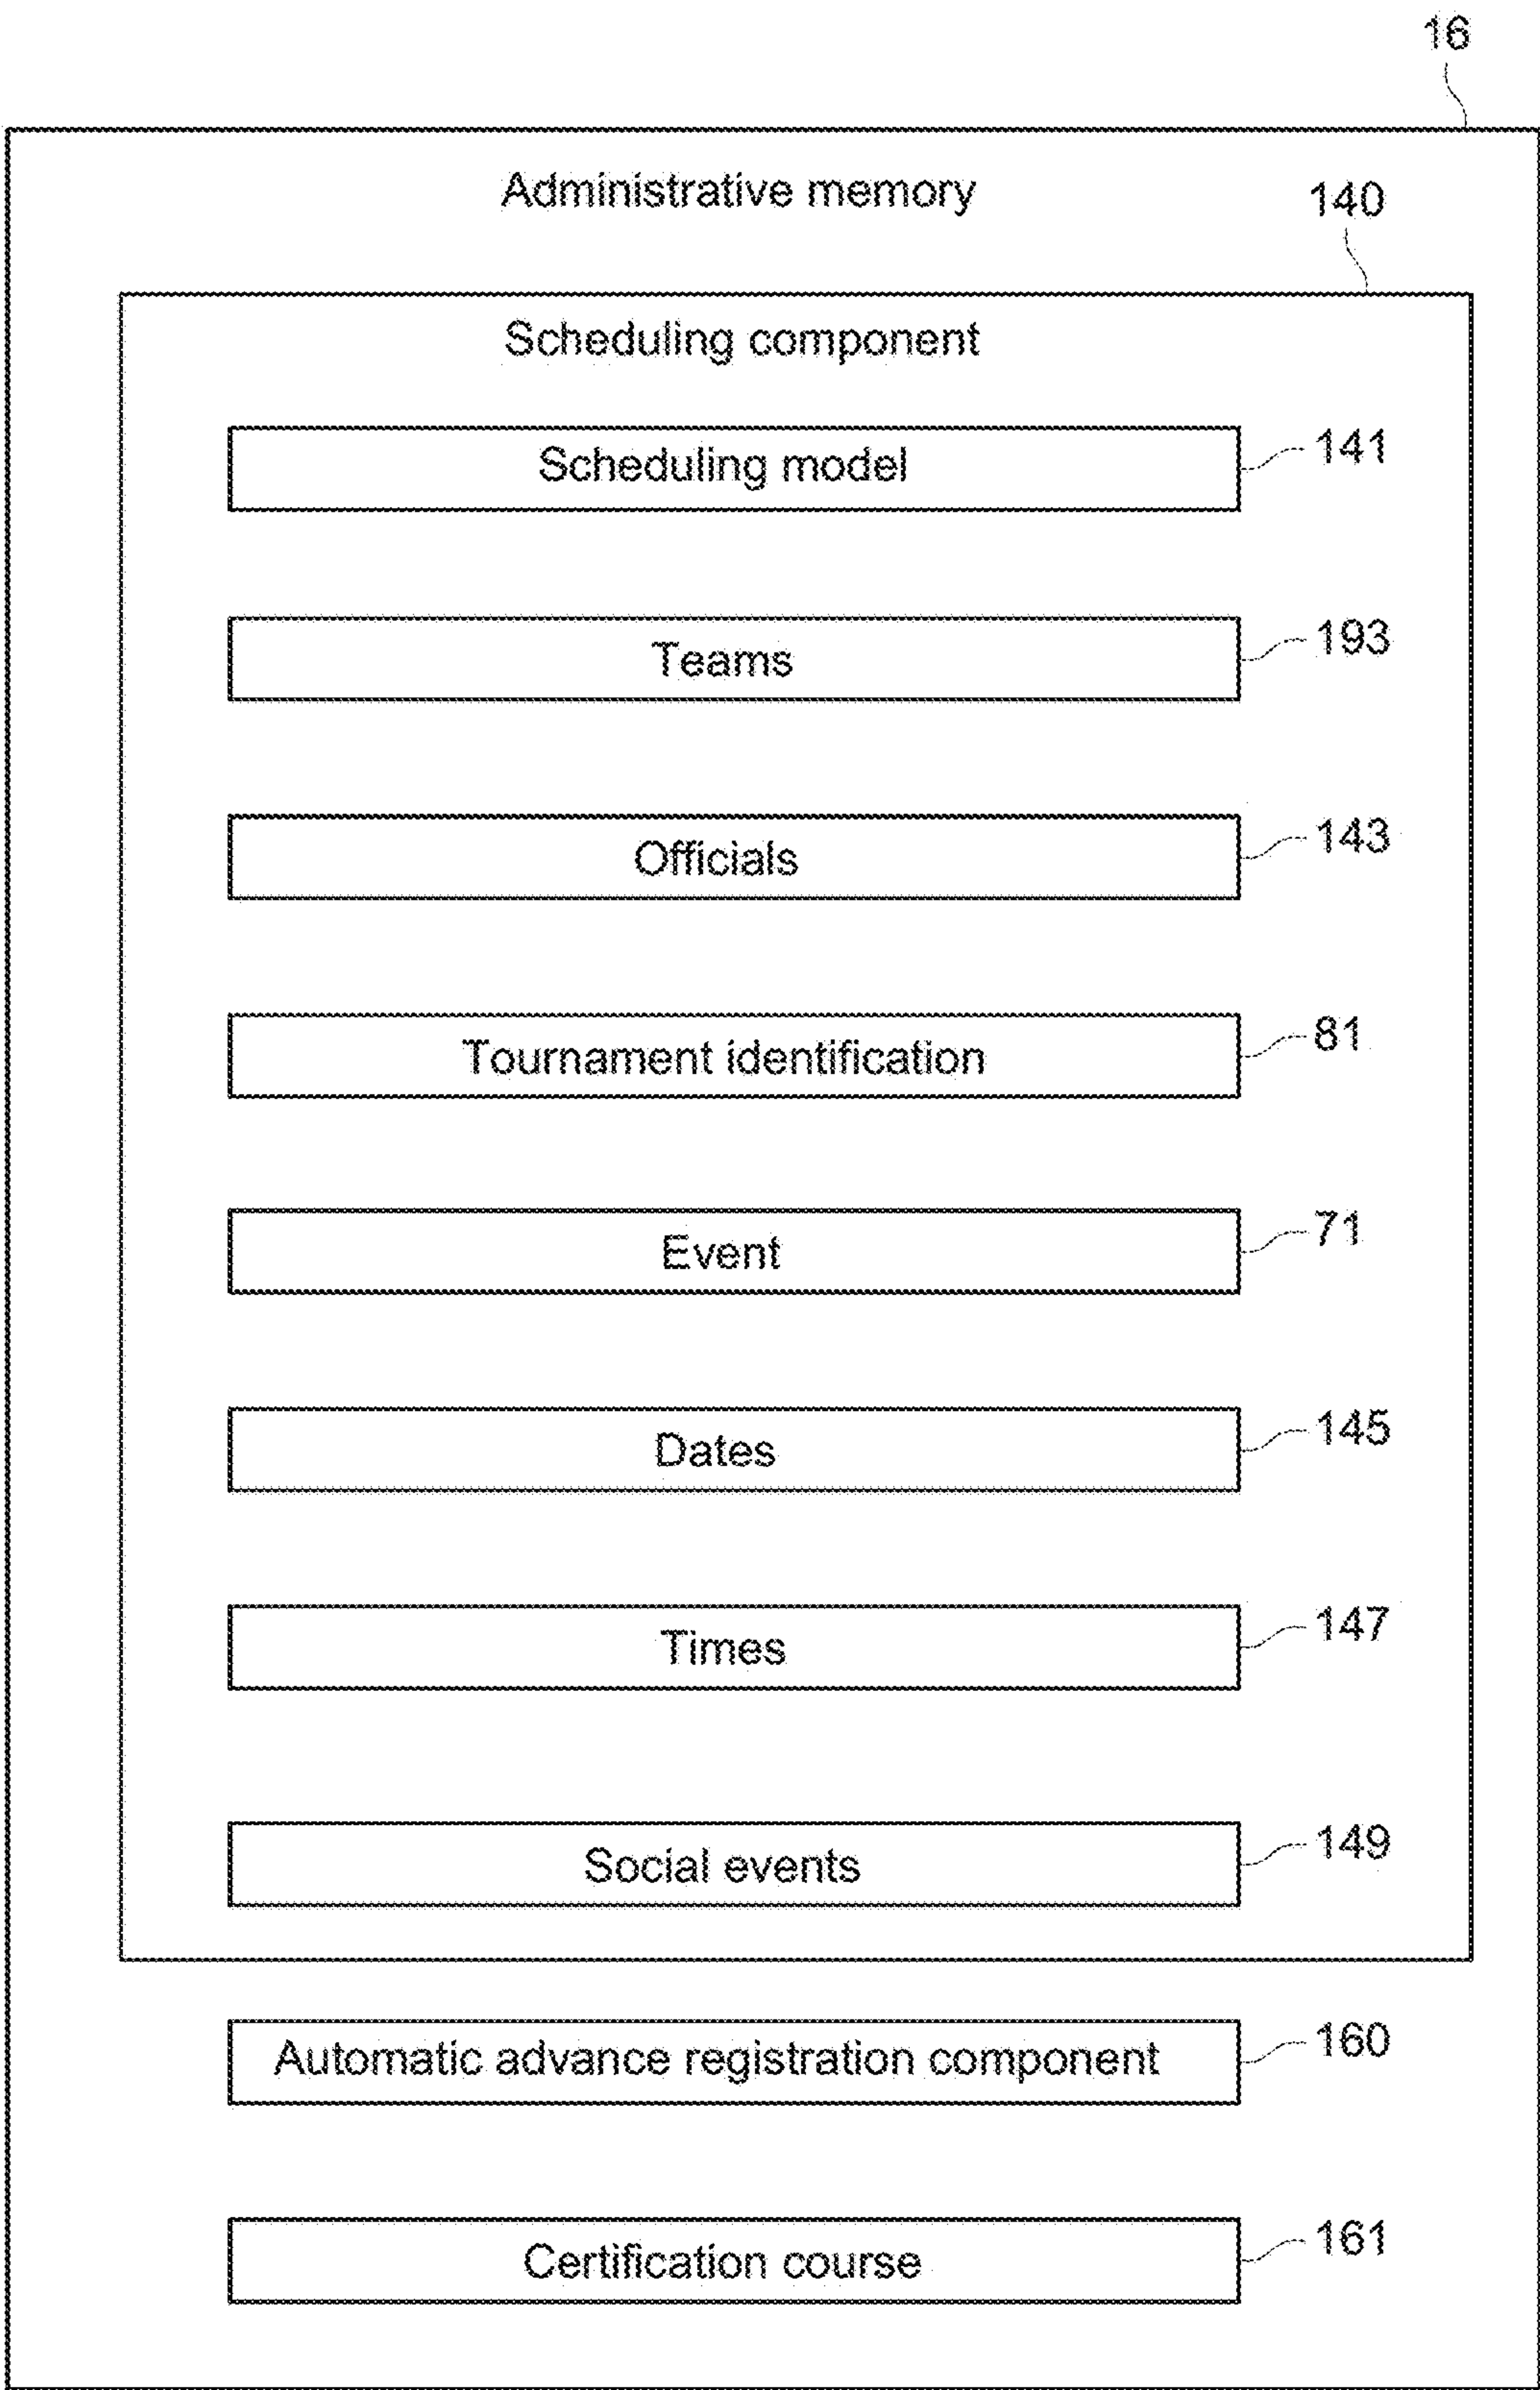 16
Administrative memory
140
Scheduling component
Scheduling model 141
Teams 193
Officials 143
Tournament identification 81
Event 71
Dates 145
Times 147
Social events 149
Automatic advance registration component 160
Certification course 161